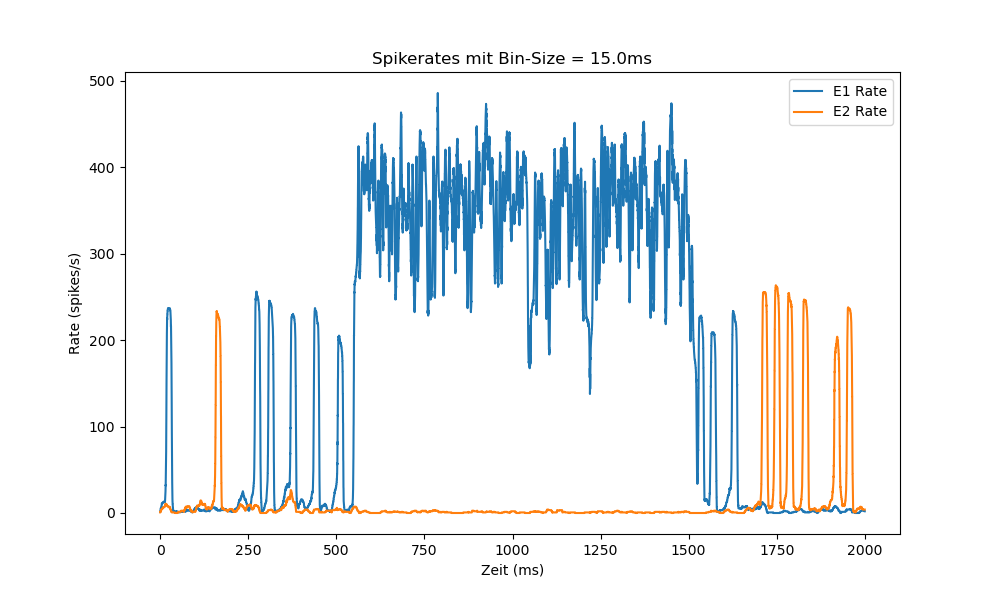 Spikerates mit Bin-Size = 15.0ms
E1 Rate
E2 Rate
500
400
300
200
100
0
Rate (spikes/s)
0 250 500 750 1000 1250 1500 1750 2000
Zeit (ms)